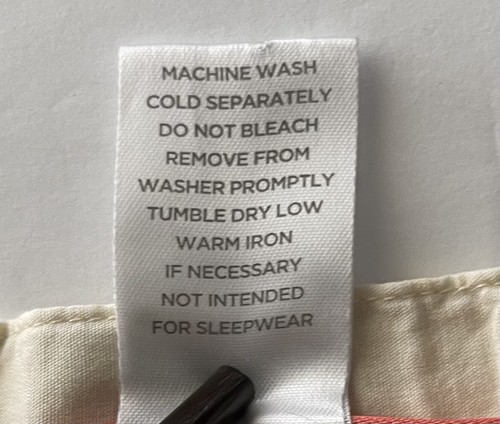 MACHINE WASH
COLD SEPARATELY
DO NOT BLEACH
REMOVE FROM
WASHER PROMPTLY
TUMBLE DRY LOW
WARM IRON
IF NECESSARY
NOT INTENDED
FOR SLEEPWEAR